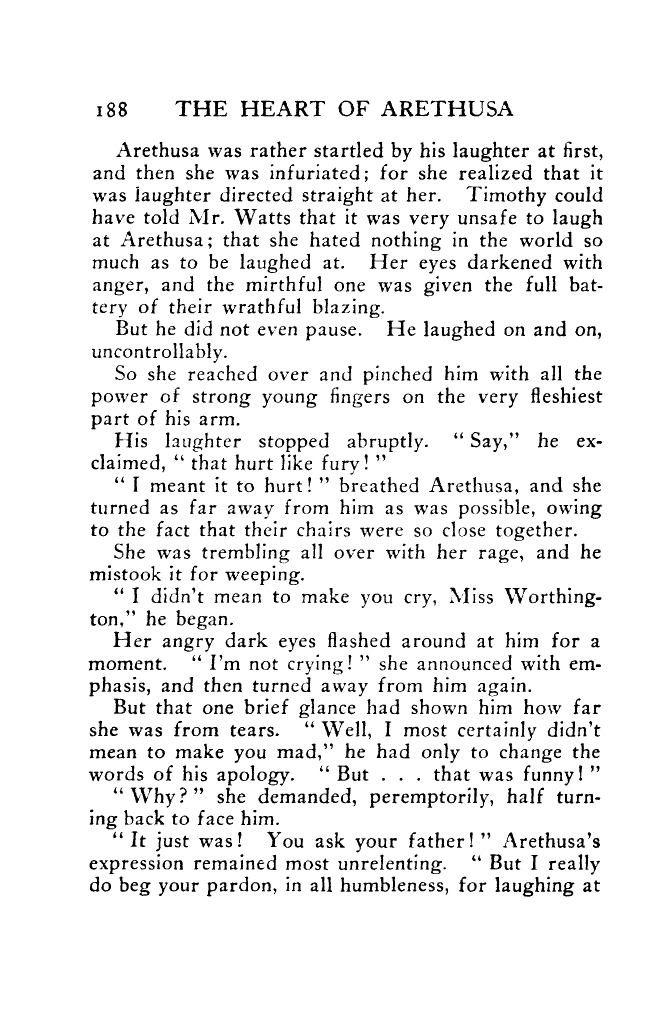 188 THE HEART OF ARETHUSA
Arethusa was rather startled by his laughter at first,
and then she was infuriated; for she realized that it
was laughter directed straight at her. Timothy could
have told Mr. Watts that it was very unsafe to laugh
at Arethusa; that she hated nothing in the world so
much as to be laughed at. Her eyes darkened with
anger, and the mirthful one was given the full bat-
tery of their wrathful blazing.
But he did not even pause. He laughed on and on,
uncontrollably.
So she reached over and pinched him with all the
power of strong young fingers on the very fleshiest
part of his arm.
His laughter stopped abruptly. “ Say,” he ex-
claimed, “ that hurt like fury! ”
“ I meant it to hurt! ” breathed Arethusa, and she
turned as far away from him as was possible, owing
to the fact that their chairs were so close together.
She was trembling all over with her rage, and he
mistook it for weeping.
“ I didn't mean to make you cry, Miss Worthing-
ton,” he began.
Her angry dark eyes flashed around at him for a
moment. “ I'm not crying! ” she announced with em-
phasis, and then turned away from him again.
But that one brief glance had shown him how far
she was from tears. “ Well, I most certainly didn't
mean to make you mad,” he had only to change the
words of his apology. “ But . . . that was funny! ”
“ Why? ” she demanded, peremptorily, half turn-
ing back to face him.
“ It just was! You ask your father! ” Arethusa's
expression remained most unrelenting. “ But I really
do beg your pardon, in all humbleness, for laughing at